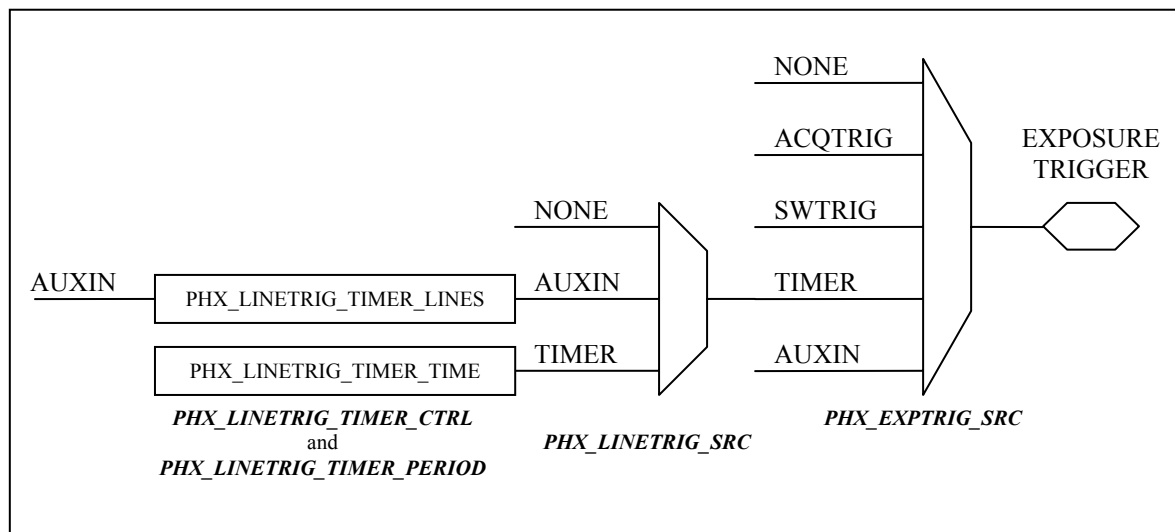 NONE
ACQTRIG
EXPOSURE
TRIGGER
NONE
SWTRIG
AUXIN
PHX_LINETRIG_TIMER_LINES
AUXIN
TIMER
PHX_LINETRIG_TIMER_TIME
TIMER
AUXIN
PHX_LINETRIG_TIMER_CTRL
and
PHX_LINETRIG_TIMER_PERIOD
PHX_LINETRIG_SRC
PHX_EXPTRIG_SRC